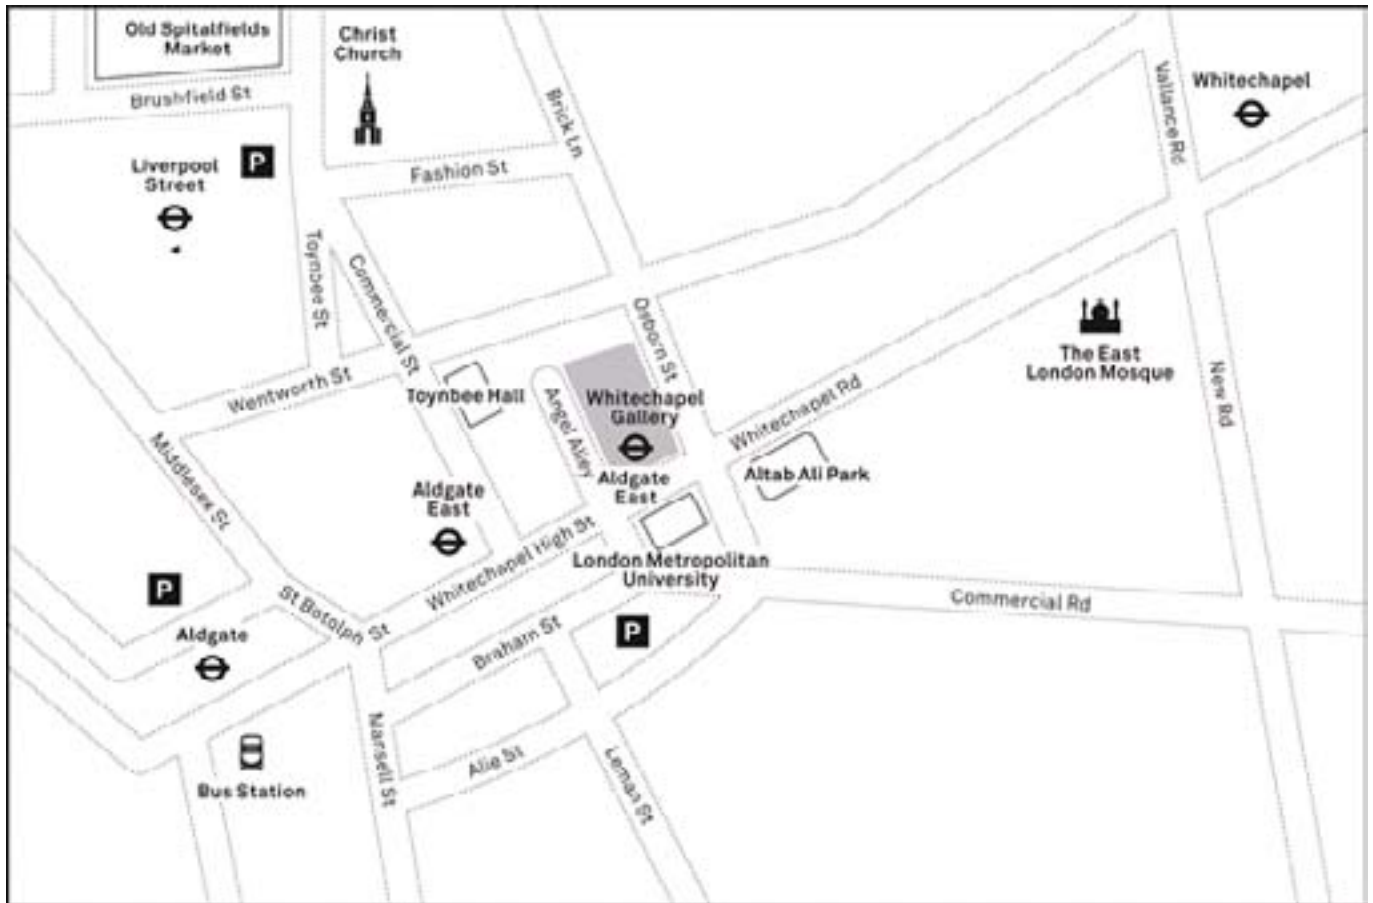 Old Spitalfields
Market
Christ
Church
Brushfield St
Brick Ln
Vallance Rd
Whitechapel
P
Liverpool
Street
Fashion St
Toynbee St
Commercial St
Osborn St
The East
London Mosque
New Rd
Wentworth St
Toynbee Hall
Angel Alley
Whitechapel
Gallery
Whitechapel Rd
Middlesex St
Aldgate
East
Aldgate
East
Altab Ali Park
Whitechapel High St
London Metropolitan
University
P
St Botolph St
Commercial Rd
Aldgate
Braham St
P
Mansell St
Alie St
Leman St
Bus Station